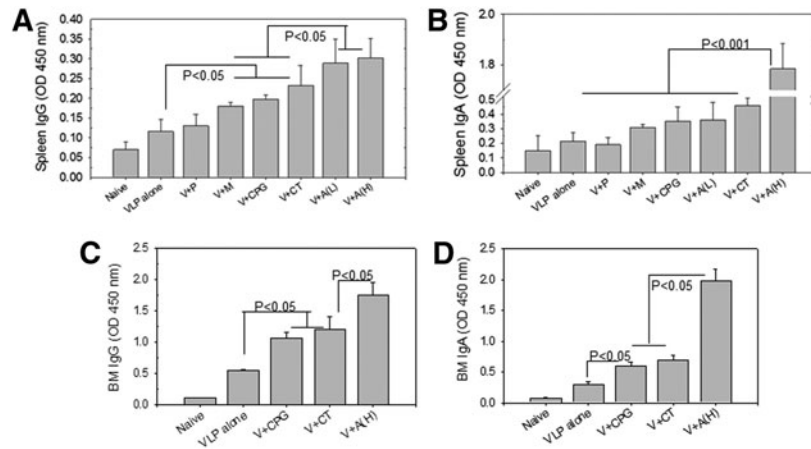 A
Spleen IgG (OD 450 nm)
0.40
0.35
0.30
0.25
0.20
0.15
0.10
0.05
0.00
P<0.05
P<0.05
Naive
VLP alone
V+P
V+M
V+CPG
V+CT
V+A(L)
V+A(H)
B
Spleen IgA (OD 450 nm)
2.0
1.8
0.5
0.4
0.3
0.2
0.1
0.0
P<0.001
Naive
VLP alone
V+P
V+M
V+CPG
V+A(L)
V+CT
V+A(H)
C
BM IgG (OD 450 nm)
2.5
2.0
1.5
1.0
0.5
0.0
P<0.05
P<0.05
Naive
VLP alone
V+CPG
V+CT
V+A(H)
D
BM IgA (OD 450 nm)
2.5
2.0
1.5
1.0
0.5
0.0
P<0.05
P<0.05
Naive
VLP alone
V+CPG
V+CT
V+A(H)